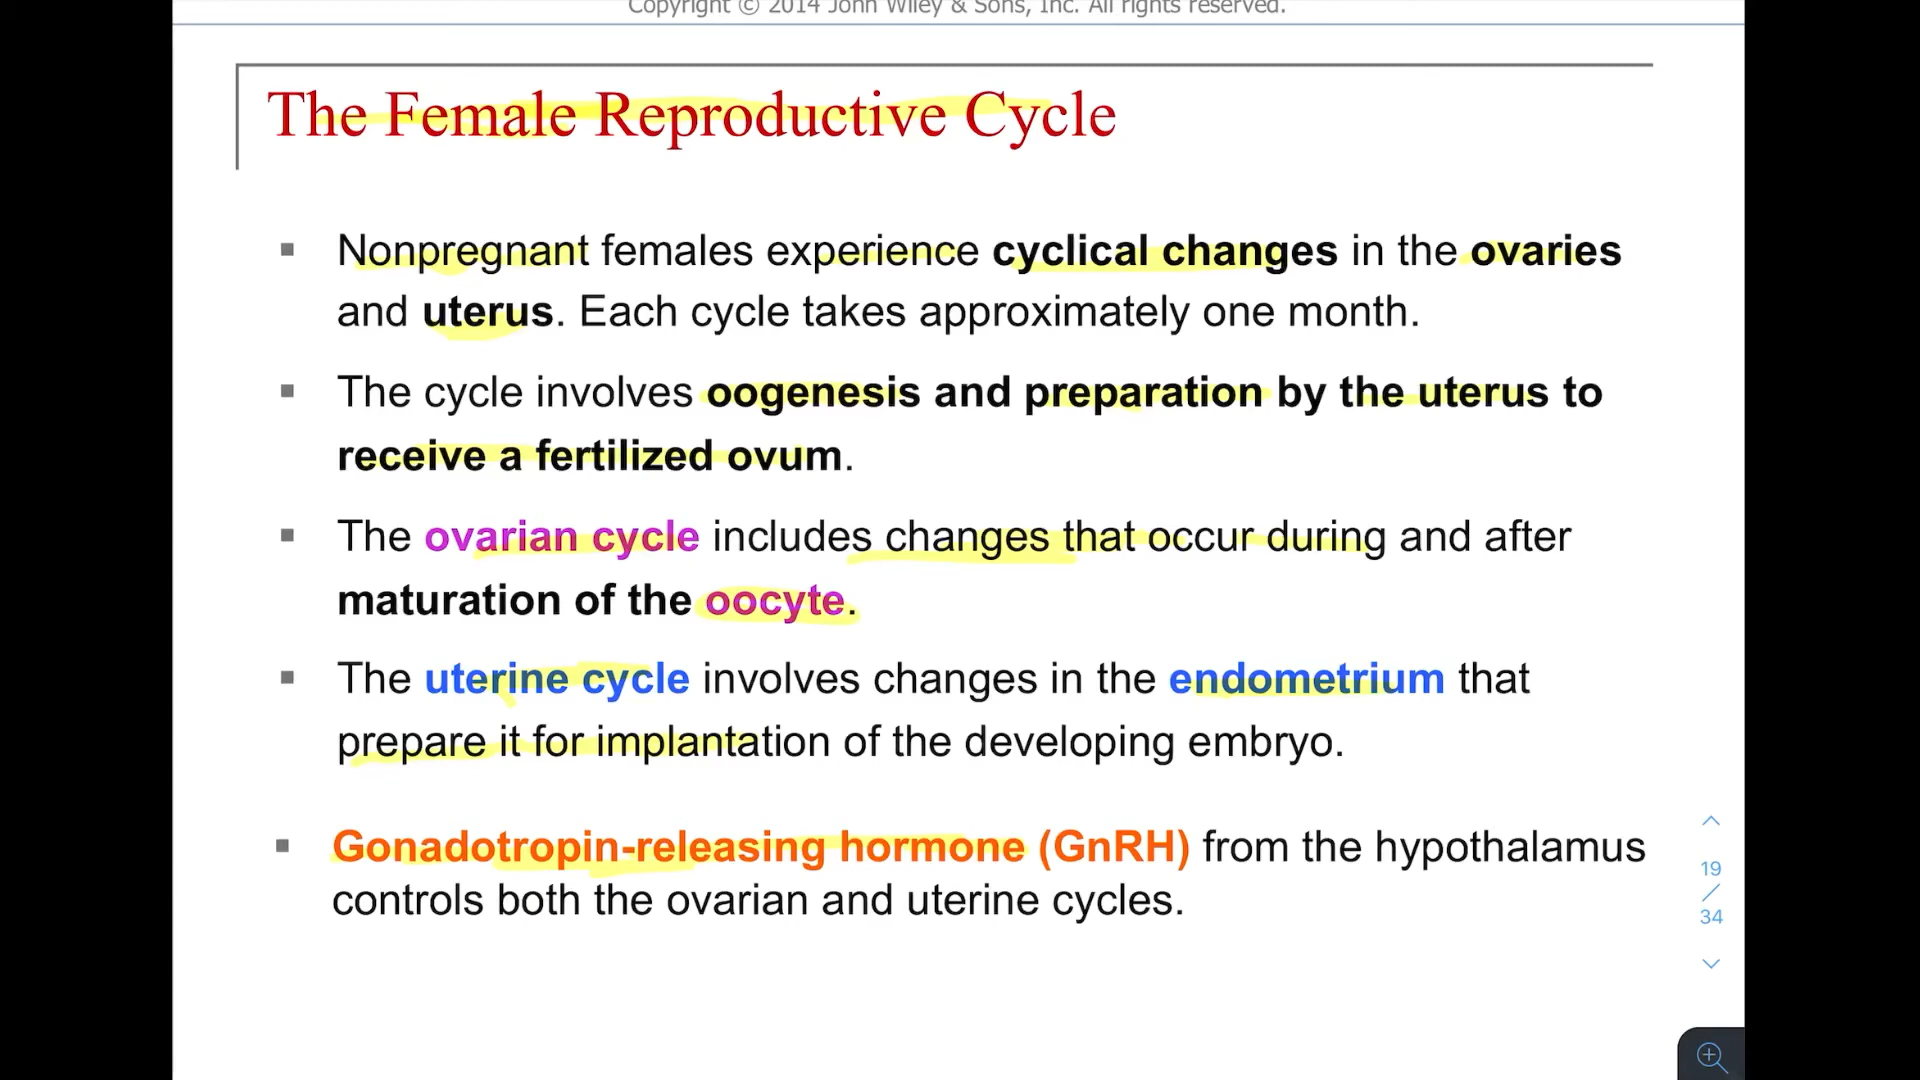 Copyright © 2014 John Wiley & Sons, Inc. All rights reserved.
The Female Reproductive Cycle
▪ Nonpregnant females experience cyclical changes in the ovaries
and uterus. Each cycle takes approximately one month.
▪ The cycle involves oogenesis and preparation by the uterus to
receive a fertilized ovum.
▪ The ovarian cycle includes changes that occur during and after
maturation of the oocyte.
▪ The uterine cycle involves changes in the endometrium that
prepare it for implantation of the developing embryo.
▪ Gonadotropin-releasing hormone (GnRH) from the hypothalamus
controls both the ovarian and uterine cycles.
19
/
34